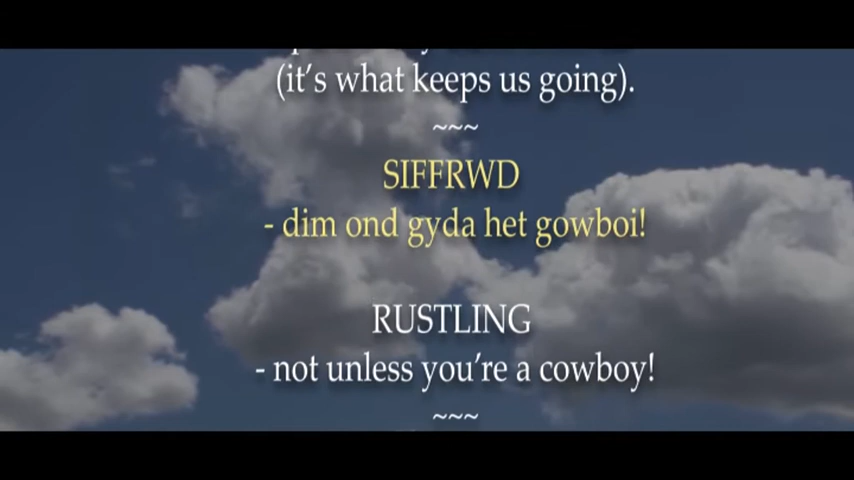 (it's what keeps us going).
~~~
SIFFRWD
- dim ond gyda het gowboi!
RUSTLING
- not unless you're a cowboy!
~~~